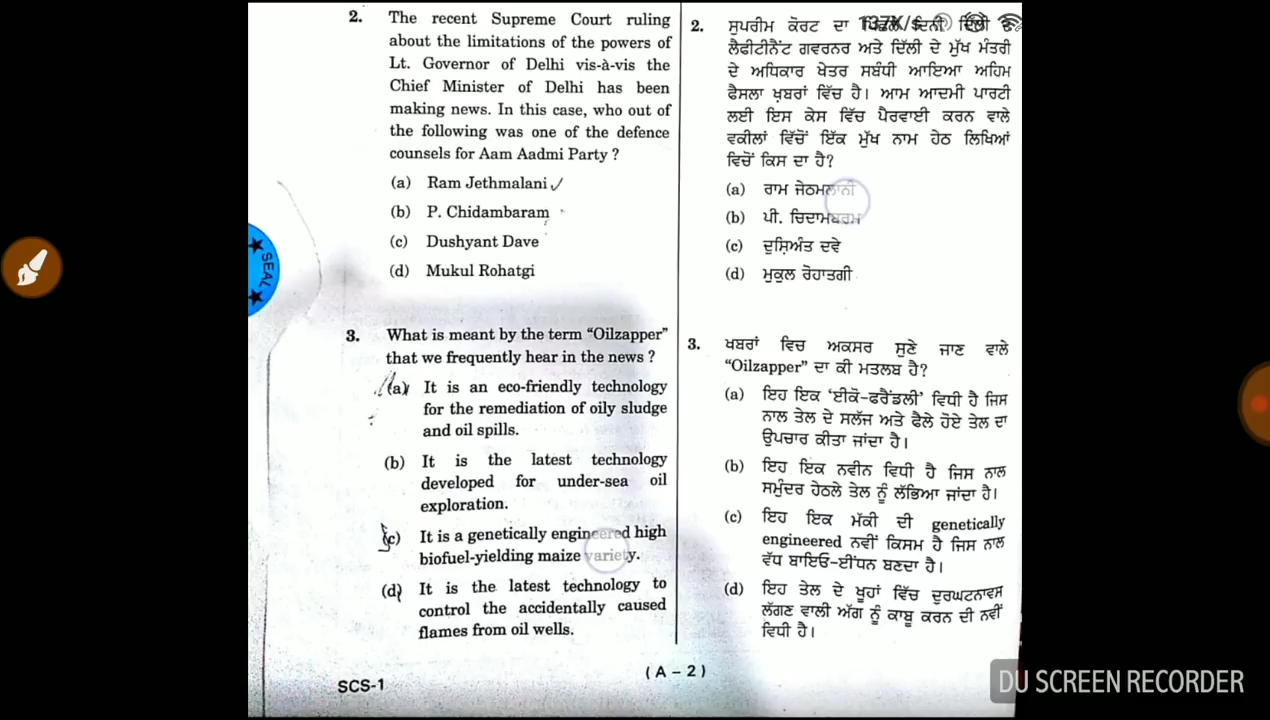 2. The recent Supreme Court ruling
about the limitations of the powers of
Lt. Governor of Delhi vis-à-vis the
Chief Minister of Delhi has been
making news. In this case, who out of
the following was one of the defence
counsels for Aam Aadmi Party ?
(a) Ram Jethmalani
(b) P. Chidambaram
(c) Dushyant Dave
(d) Mukul Rohatgi
3. What is meant by the term “Oilzapper”
that we frequently hear in the news ?
(a) It is an eco-friendly technology
for the remediation of oily sludge
and oil spills.
(b) It is the latest technology
developed for under-sea oil
exploration.
(c) It is a genetically engineered high
biofuel-yielding maize variety.
(d) It is the latest technology to
control the accidentally caused
flames from oil wells.
2. ਸੁਪਰੀਮ ਕੋਰਟ ਦਾ ਦਿਨੀਂ ਦਿੱਲੀ ਦੇ
ਲੈਫੀਟੀਨੈਂਟ ਗਵਰਨਰ ਅਤੇ ਦਿੱਲੀ ਦੇ ਮੁੱਖ ਮੰਤਰੀ
ਦੇ ਅਧਿਕਾਰ ਖੇਤਰ ਸਬੰਧੀ ਆਇਆ ਅਹਿਮ
ਫੈਸਲਾ ਖ਼ਬਰਾਂ ਵਿੱਚ ਹੈ। ਆਮ ਆਦਮੀ ਪਾਰਟੀ
ਲਈ ਇਸ ਕੇਸ ਵਿੱਚ ਪੈਰਵਾਈ ਕਰਨ ਵਾਲੇ
ਵਕੀਲਾਂ ਵਿੱਚੋਂ ਇੱਕ ਮੁੱਖ ਨਾਮ ਹੇਠ ਲਿਖਿਆਂ
ਵਿਚੋਂ ਕਿਸ ਦਾ ਹੈ?
(a) ਰਾਮ ਜੇਠਮਲਾਨੀ
(b) ਪੀ. ਚਿਦਾਮਬਰਮ
(c) ਦੁਸ਼ਿਅੰਤ ਦਵੇ
(d) ਮੁਕੁਲ ਰੋਹਾਤਗੀ
3. ਖਬਰਾਂ ਵਿਚ ਅਕਸਰ ਸੁਣੇ ਜਾਣ ਵਾਲੇ
“Oilzapper” ਦਾ ਕੀ ਮਤਲਬ ਹੈ?
(a) ਇਹ ਇਕ ‘ਈਕੋ-ਫਰੈਂਡਲੀ’ ਵਿਧੀ ਹੈ ਜਿਸ
ਨਾਲ ਤੇਲ ਦੇ ਸਲੱਜ ਅਤੇ ਫੈਲੇ ਹੋਏ ਤੇਲ ਦਾ
ਉਪਚਾਰ ਕੀਤਾ ਜਾਂਦਾ ਹੈ।
(b) ਇਹ ਇਕ ਨਵੀਨ ਵਿਧੀ ਹੈ ਜਿਸ ਨਾਲ
ਸਮੁੰਦਰ ਹੇਠਲੇ ਤੇਲ ਨੂੰ ਲੱਭਿਆ ਜਾਂਦਾ ਹੈ।
(c) ਇਹ ਇਕ ਮੱਕੀ ਦੀ genetically
engineered ਨਵੀਂ ਕਿਸਮ ਹੈ ਜਿਸ ਨਾਲ
ਵੱਧ ਬਾਇਓ-ਈਂਧਨ ਬਣਦਾ ਹੈ।
(d) ਇਹ ਤੇਲ ਦੇ ਖੂਹਾਂ ਵਿੱਚ ਦੁਰਘਟਨਾਵਸ
ਲੱਗਣ ਵਾਲੀ ਅੱਗ ਨੂੰ ਕਾਬੂ ਕਰਨ ਦੀ ਨਵੀਂ
ਵਿਧੀ ਹੈ।
SEAL
SCS-1
( A – 2 )
137K/s
DU SCREEN RECORDER